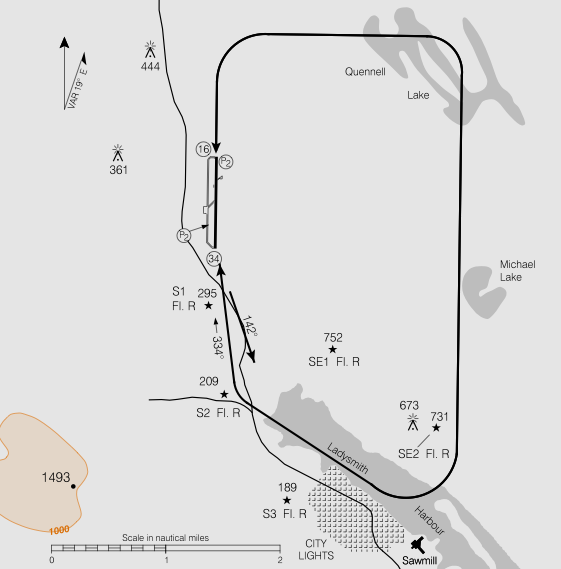 444
VAR 19° E
Quennell
Lake
361
16
P2
P2
34
Michael
Lake
S1
Fl. R
295
142°
334°
752
SE1 Fl. R
209
S2 Fl. R
673
731
SE2 Fl. R
Ladysmith
Harbour
1493
189
S3 Fl. R
1000
CITY
LIGHTS
Sawmill
Scale in nautical miles
0
1
2